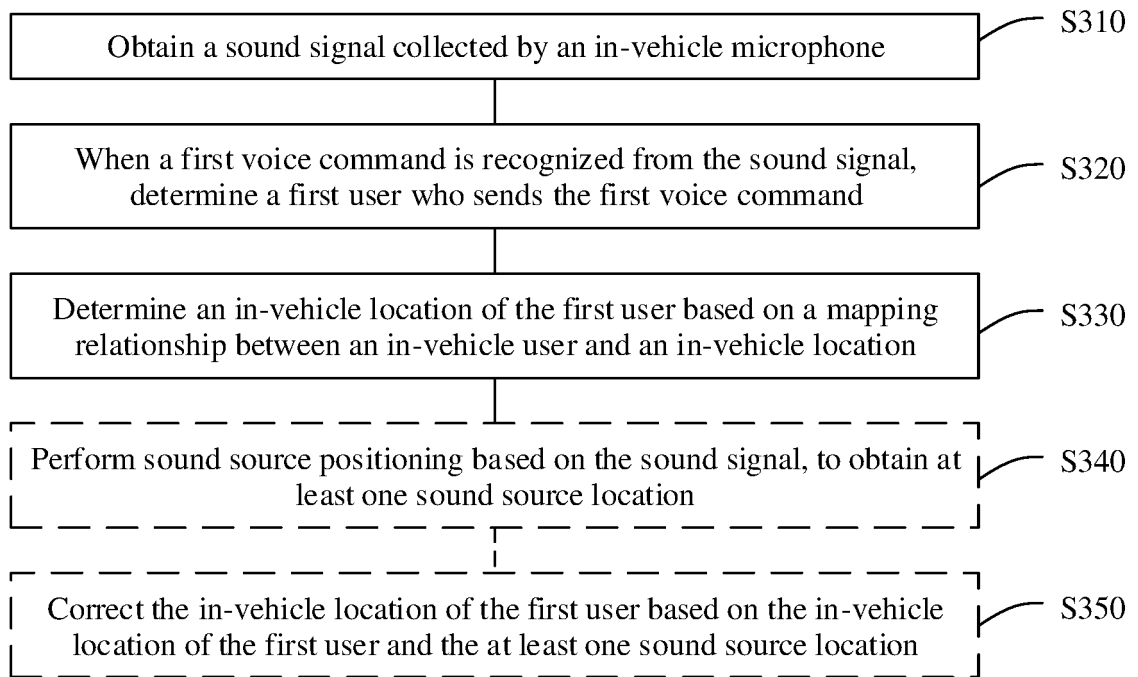 Obtain a sound signal collected by an in-vehicle microphone
S310
When a first voice command is recognized from the sound signal,
determine a first user who sends the first voice command
S320
Determine an in-vehicle location of the first user based on a mapping
relationship between an in-vehicle user and an in-vehicle location
S330
Perform sound source positioning based on the sound signal, to obtain at
least one sound source location
S340
Correct the in-vehicle location of the first user based on the in-vehicle
location of the first user and the at least one sound source location
S350